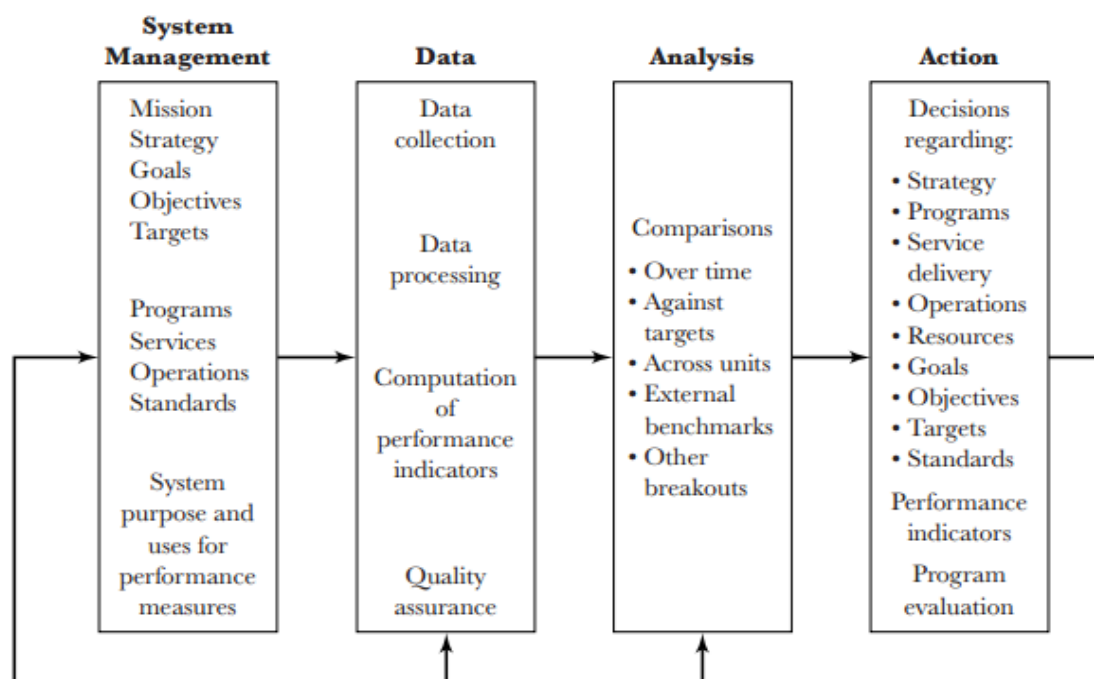 System
Management
Mission
Strategy
Goals
Objectives
Targets
Programs
Services
Operations
Standards
System
purpose and
uses for
performance
measures
Data
Data
collection
Data
processing
Computation
of
performance
indicators
Quality
assurance
Analysis
Comparisons
• Over time
• Against
targets
• Across units
• External
benchmarks
• Other
breakouts
Action
Decisions
regarding:
• Strategy
• Programs
• Service
delivery
• Operations
• Resources
• Goals
• Objectives
• Targets
• Standards
Performance
indicators
Program
evaluation